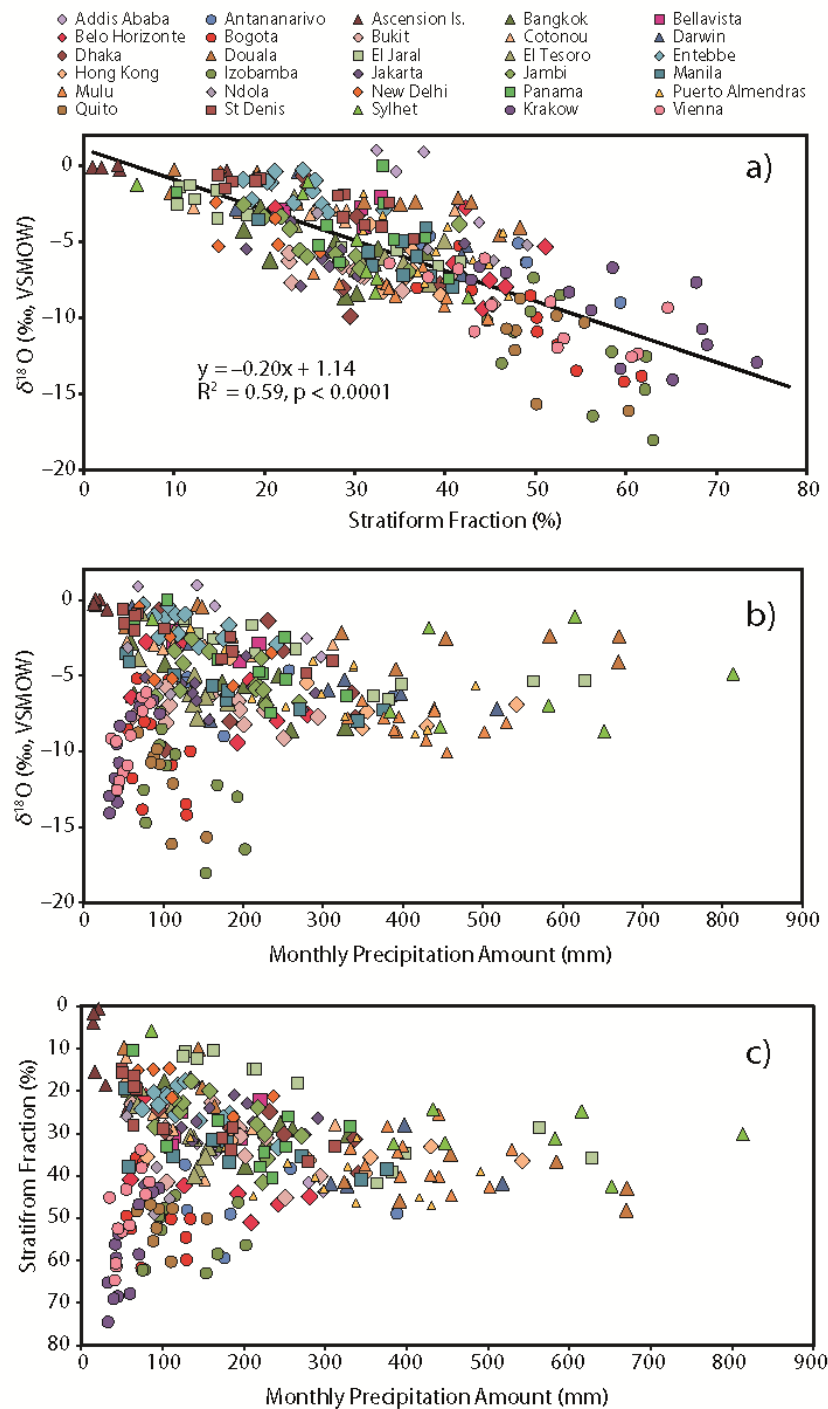 Addis Ababa Antananarivo Ascension Is. Bangkok Bellavista
Belo Horizonte Bogota Bukit Cotonou Darwin
Dhaka Douala El Jaral El Tesoro Entebbe
Hong Kong Izobamba Jakarta Jambi Manila
Mulu Ndola New Delhi Panama Puerto Almendras
Quito St Denis Sylhet Krakow Vienna
a)
0
−5
−10
−15
−20
δ¹⁸O (‰, VSMOW)
y = −0.20x + 1.14
R² = 0.59, p < 0.0001
0 10 20 30 40 50 60 70 80
Stratiform Fraction (%)
b)
0
−5
−10
−15
−20
δ¹⁸O (‰, VSMOW)
0 100 200 300 400 500 600 700 800 900
Monthly Precipitation Amount (mm)
c)
0
10
20
30
40
50
60
70
80
Stratifrom Fraction (%)
0 100 200 300 400 500 600 700 800 900
Monthly Precipitation Amount (mm)